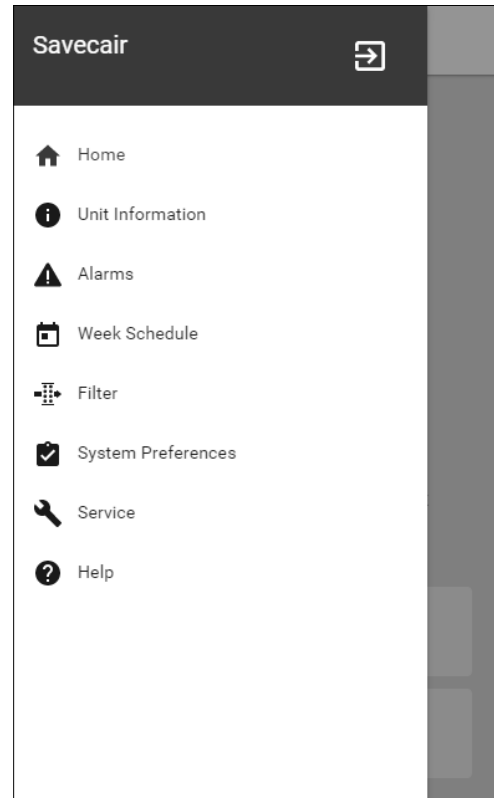 Savecair
Home
Unit Information
Alarms
Week Schedule
Filter
System Preferences
Service
Help